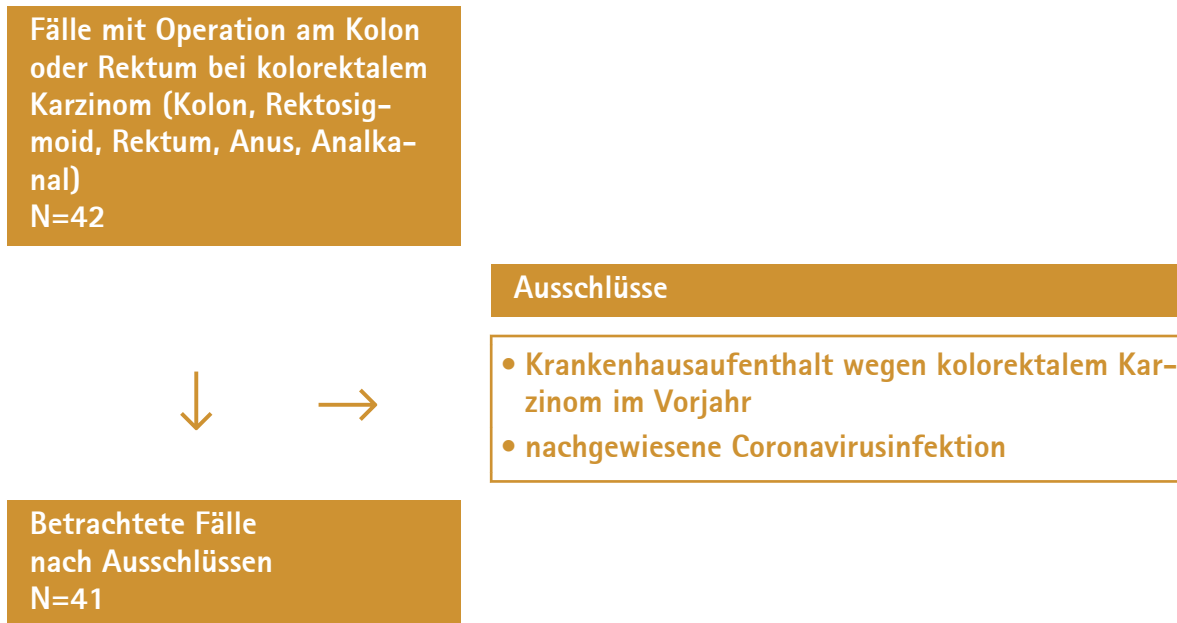 Fälle mit Operation am Kolon
oder Rektum bei kolorektalem
Karzinom (Kolon, Rektosig-
moid, Rektum, Anus, Analka-
nal)
N=42
Ausschlüsse
• Krankenhausaufenthalt wegen kolorektalem Kar-
zinom im Vorjahr
• nachgewiesene Coronavirusinfektion
Betrachtete Fälle
nach Ausschlüssen
N=41